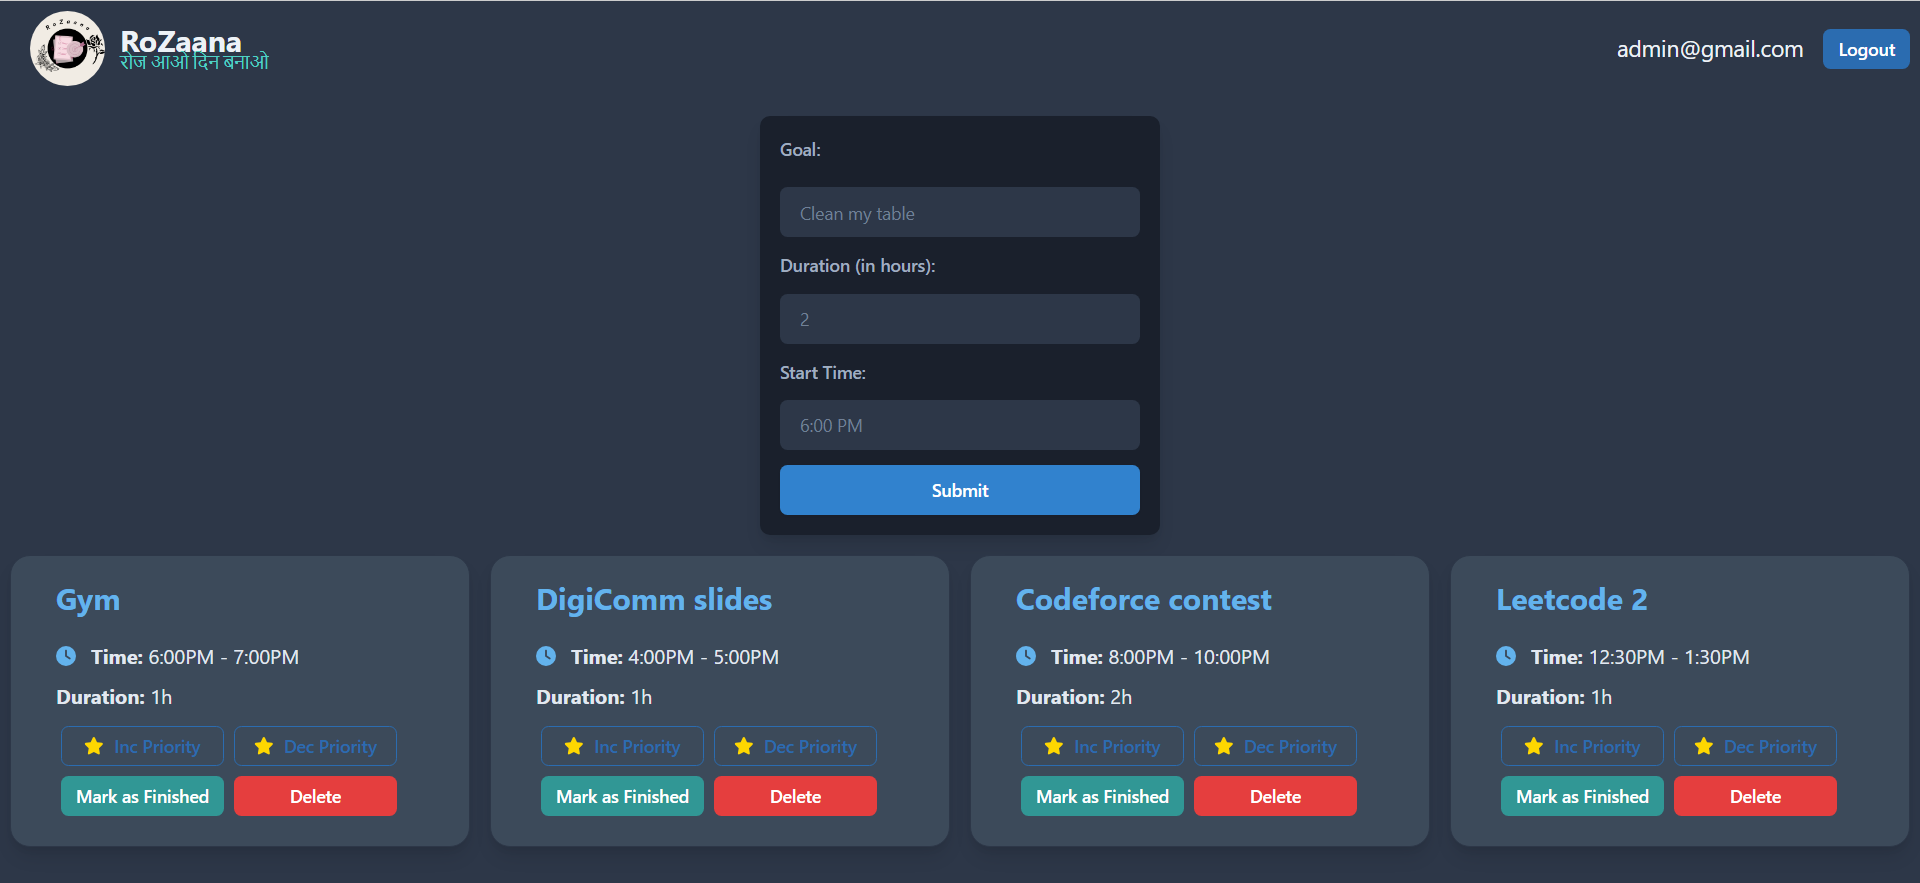 RoZaana
RoZaana
रोज आओ दिन बनाओ
admin@gmail.com
Logout
Goal:
Clean my table
Duration (in hours):
2
Start Time:
6:00 PM
Submit
Gym
Time: 6:00PM - 7:00PM
Duration: 1h
Inc Priority
Dec Priority
Mark as Finished
Delete
DigiComm slides
Time: 4:00PM - 5:00PM
Duration: 1h
Inc Priority
Dec Priority
Mark as Finished
Delete
Codeforce contest
Time: 8:00PM - 10:00PM
Duration: 2h
Inc Priority
Dec Priority
Mark as Finished
Delete
Leetcode 2
Time: 12:30PM - 1:30PM
Duration: 1h
Inc Priority
Dec Priority
Mark as Finished
Delete